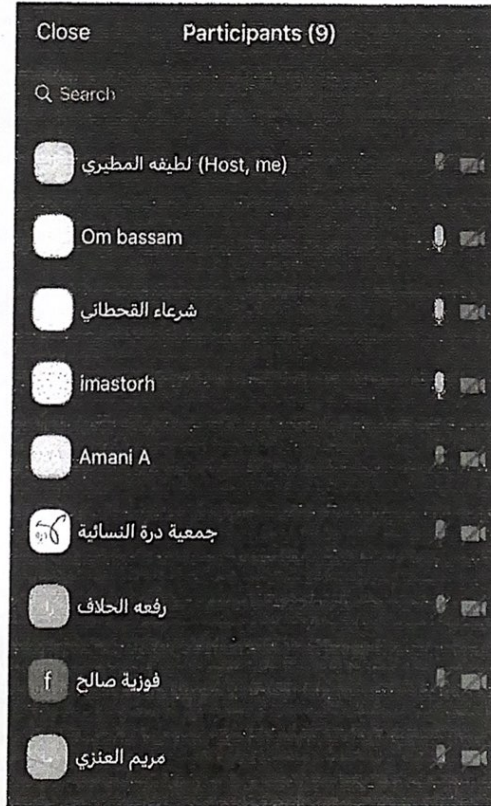 Close
Participants (9)
Search
لطيفه المطيري (Host, me)
Om bassam
شرعاء القحطاني
imastorh
Amani A
جمعية درة النسائية
رفعه الحلاف
f
فوزية صالح
مريم العنزي